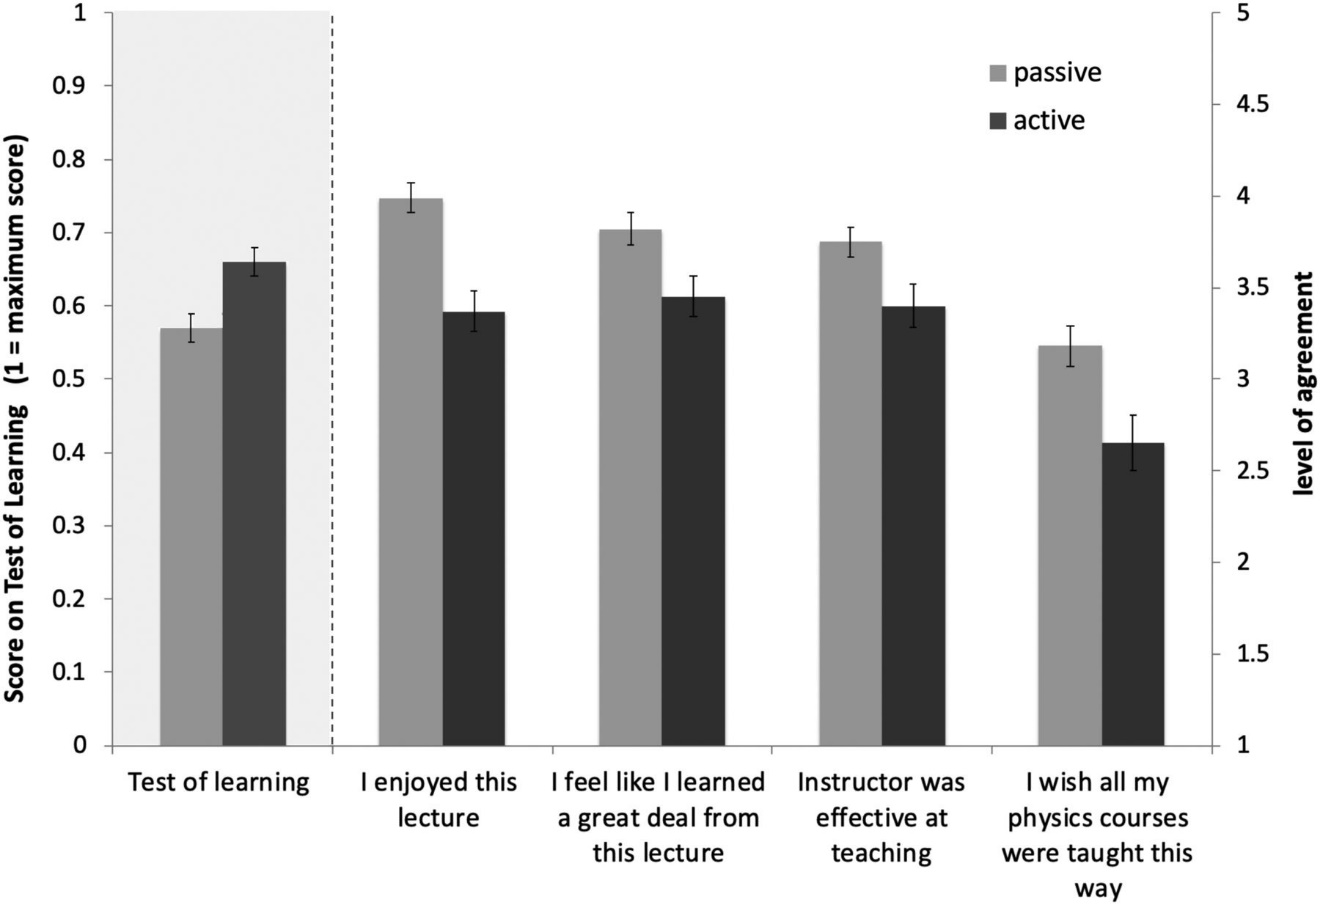 Score on Test of Learning (1 = maximum score)
1
0.9
0.8
0.7
0.6
0.5
0.4
0.3
0.2
0.1
0
passive
active
5
4.5
4
3.5
3
2.5
2
1.5
1
level of agreement
Test of learning
I enjoyed this
lecture
I feel like I learned
a great deal from
this lecture
Instructor was
effective at
teaching
I wish all my
physics courses
were taught this
way